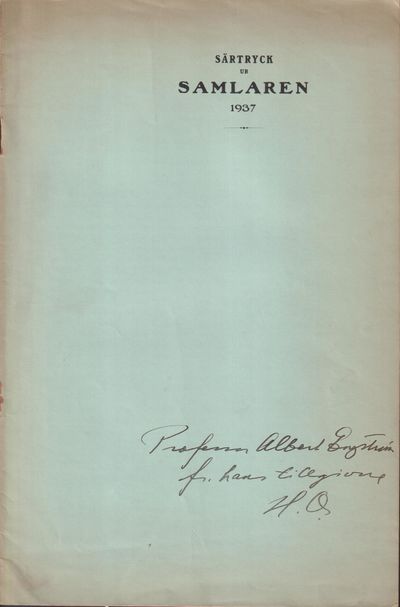 SÄRTRYCK
UR
SAMLAREN
1937
Professor Albert Engström
fr. hans tillgivne
H. O.